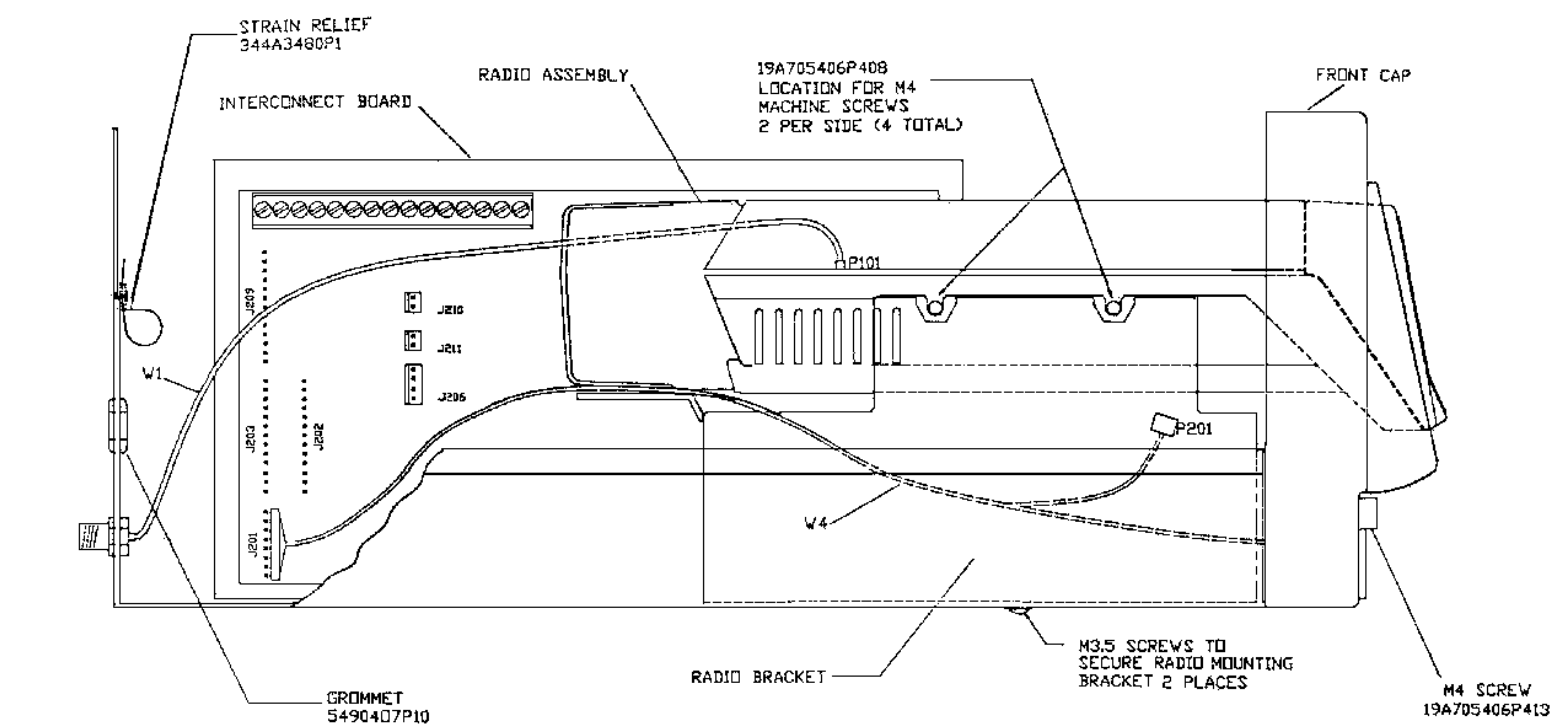 STRAIN RELIEF
344A3480P1
RADIO ASSEMBLY
INTERCONNECT BOARD
19A705406P408
LOCATION FOR M4
MACHINE SCREWS
2 PER SIDE (4 TOTAL)
FRONT CAP
P101
J209
J210
J211
J206
W1
J203
J202
P201
J201
W4
RADIO BRACKET
M3.5 SCREWS TO
SECURE RADIO MOUNTING
BRACKET 2 PLACES
GROMMET
5490407P10
M4 SCREW
19A705406P413